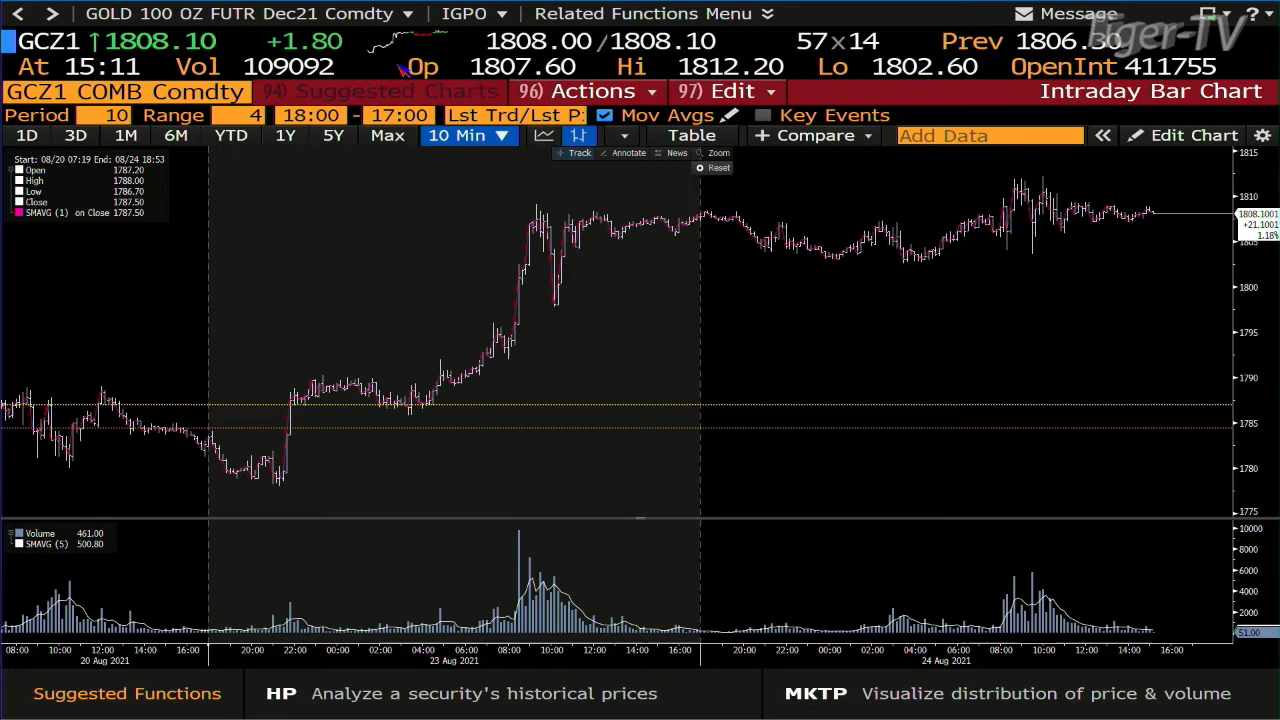 GOLD 100 OZ FUTR Dec21 Comdty IGPO Related Functions Menu Message ?
GCZ1 ↑1808.10 +1.80 1808.00/1808.10 57x14 Prev 1806.30
Tiger-TV
At 15:11 Vol 109092 Op 1807.60 Hi 1812.20 Lo 1802.60 OpenInt 411755
GCZ1 COMB Comdty 94) Suggested Charts 96) Actions 97) Edit Intraday Bar Chart
Period 10 Range 4 18:00 - 17:00 Lst Trd/Lst P: Mov Avgs Key Events
1D 3D 1M 6M YTD 1Y 5Y Max 10 Min ▼ Table + Compare Add Data « Edit Chart
Track Annotate News Zoom
Reset
Start: 08/20 07:19 End: 08/24 18:53
Open 1787.20
High 1788.00
Low 1786.70
Close 1787.50
SMAVG (1) on Close 1787.50
1815
1810
1808.1001
+21.1001
1.18%
1805
1800
1795
1790
1785
1780
1775
Volume 461.00
SMAVG (5) 500.80
10000
8000
6000
4000
2000
51.00
08:00 10:00 12:00 14:00 16:00 20:00 22:00 00:00 02:00 04:00 06:00 08:00 10:00 12:00 14:00 16:00 20:00 22:00 00:00 02:00 04:00 06:00 08:00 10:00 12:00 14:00 16:00
20 Aug 2021 23 Aug 2021 24 Aug 2021
Suggested Functions HP Analyze a security's historical prices MKTP Visualize distribution of price & volume